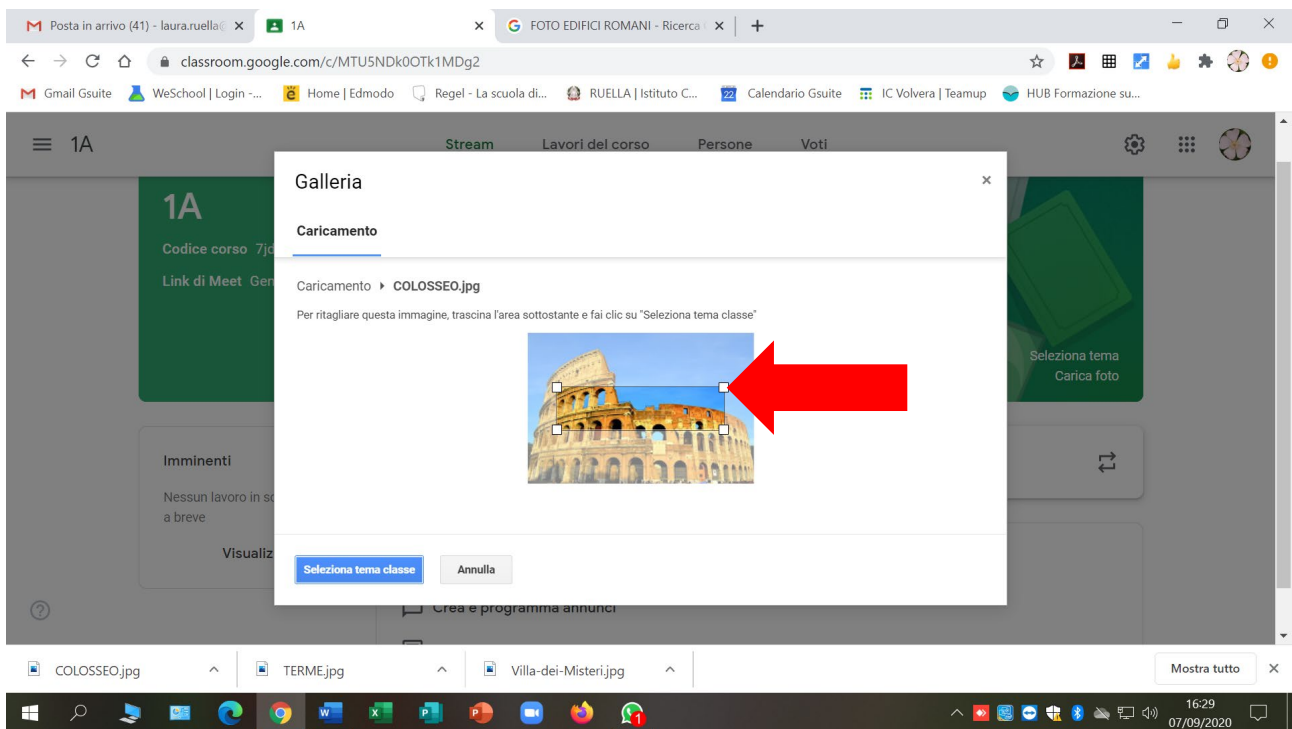 Posta in arrivo (41) - laura.ruella@
1A
FOTO EDIFICI ROMANI - Ricerca
classroom.google.com/c/MTU5NDk0OTk1MDg2
Gmail Gsuite
WeSchool | Login -...
Home | Edmodo
Regel - La scuola di...
RUELLA | Istituto C...
Calendario Gsuite
IC Volvera | Teamup
HUB Formazione su...
1A
Stream
Lavori del corso
Persone
Voti
1A
Codice corso 7jd
Link di Meet Gen
Galleria
Caricamento
Caricamento ▸ COLOSSEO.jpg
Per ritagliare questa immagine, trascina l'area sottostante e fai clic su "Seleziona tema classe"
Seleziona tema
Carica foto
Imminenti
Nessun lavoro in sc
a breve
Visualiz
Seleziona tema classe
Annulla
Crea e programma annunci
COLOSSEO.jpg
TERME.jpg
Villa-dei-Misteri.jpg
Mostra tutto
16:29
07/09/2020